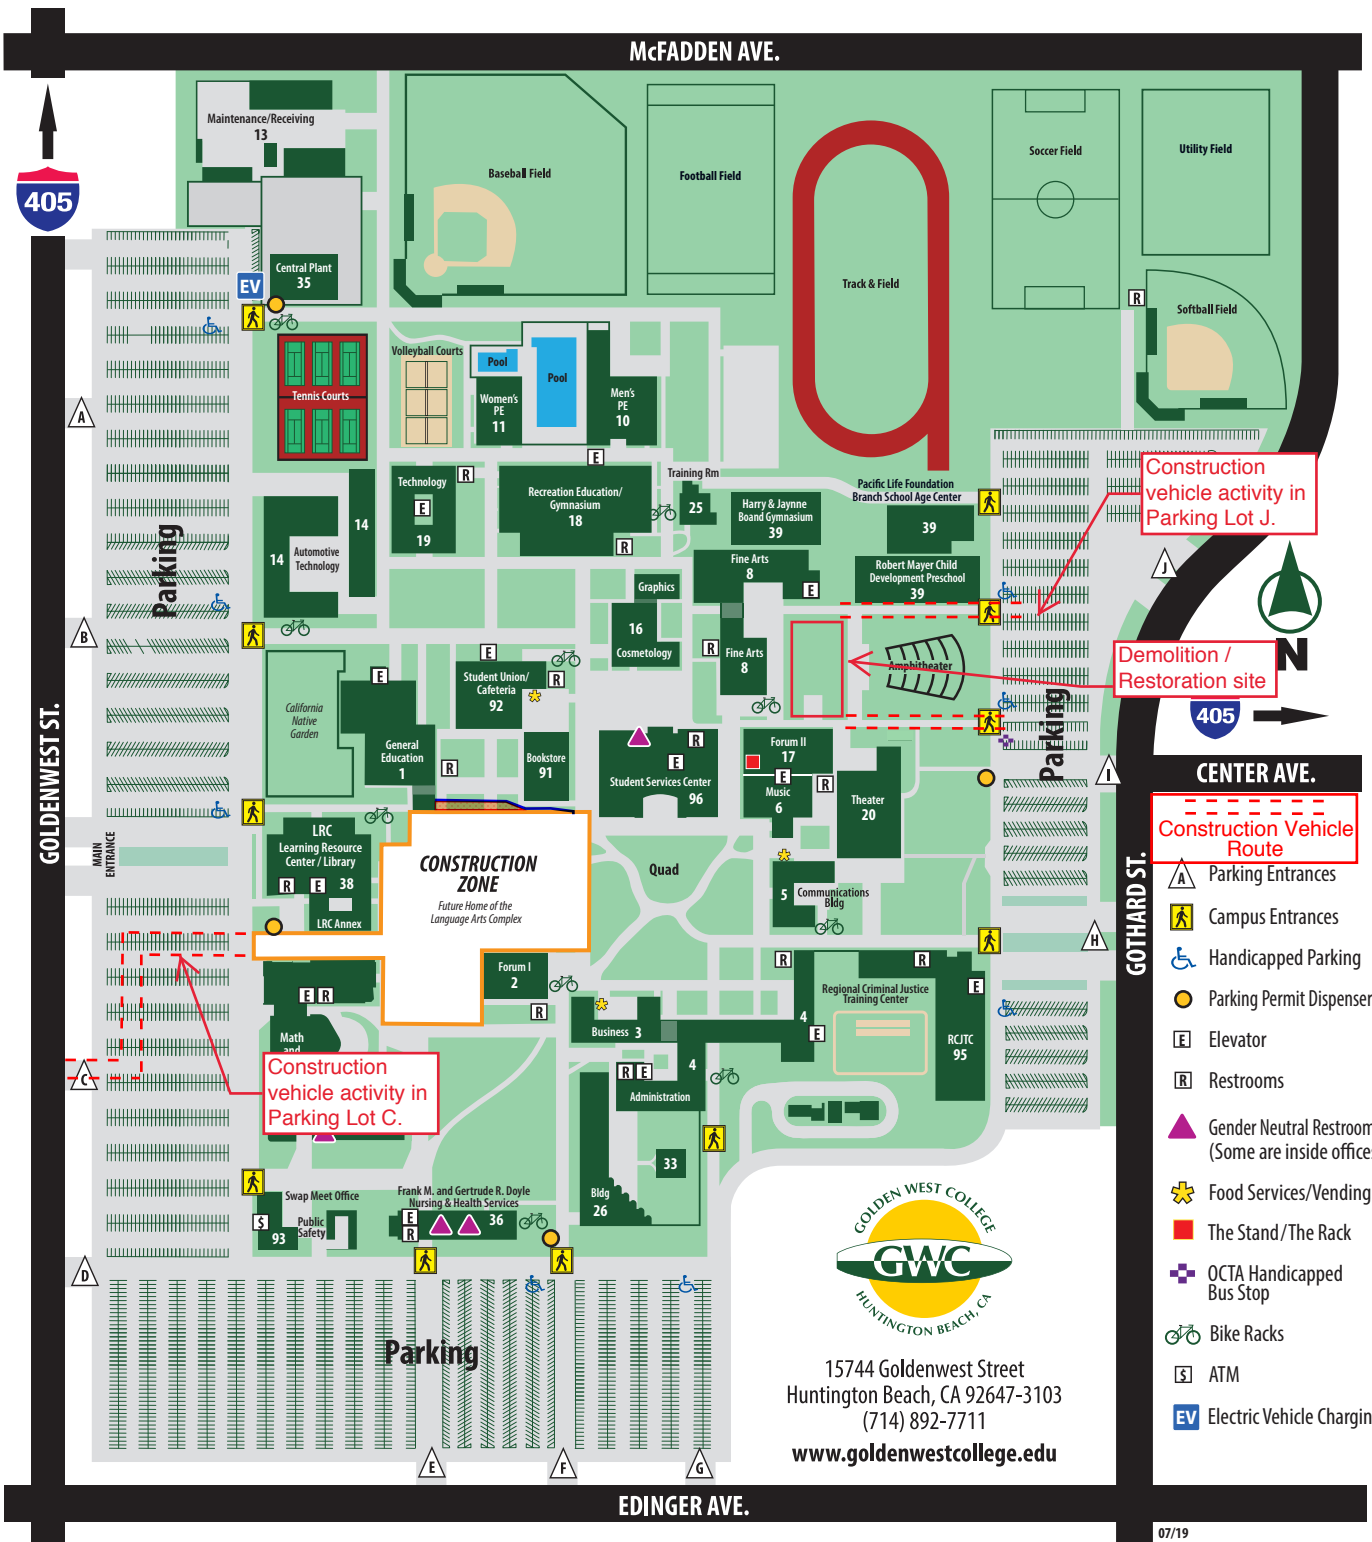 McFADDEN AVE.
Maintenance/Receiving
13
405
Baseball Field
Football Field
Soccer Field
Utility Field
Track & Field
Softball Field
R
Central Plant
35
EV
Tennis Courts
Volleyball Courts
Pool
Pool
Women's
PE
11
Men's
PE
10
A
E
Training Rm
Technology
R
E
19
Recreation Education/
Gymnasium
18
R
25
Harry & Jaynne
Board Gymnasium
39
Pacific Life Foundation
Branch School Age Center
39
Construction
vehicle activity in
Parking Lot J.
14
14
Automotive
Technology
Parking
Fine Arts
8
E
Robert Mayer Child
Development Preschool
39
J
Graphics
16
Cosmetology
R
Fine Arts
8
Amphitheater
Demolition /
Restoration site
N
405
B
California
Native
Garden
E
General
Education
1
R
E
Student Union/
Cafeteria
92
R
Bookstore
91
R
E
Student Services Center
96
Forum II
17
E
Music
6
R
Theater
20
Parking
I
CENTER AVE.
GOLDENWEST ST.
MAIN
ENTRANCE
LRC
Learning Resource
Center / Library
R
E
38
LRC Annex
CONSTRUCTION
ZONE
Future Home of the
Language Arts Complex
Quad
5
Communications
Bldg
H
GOTHARD ST.
Construction Vehicle
Route
A
Parking Entrances
Campus Entrances
Handicapped Parking
Parking Permit Dispenser
E
Elevator
R
Restrooms
Gender Neutral Restroom
(Some are inside office
Food Services/Vending
The Stand/The Rack
OCTA Handicapped
Bus Stop
Bike Racks
$
ATM
EV
Electric Vehicle Chargin
E
R
Math
and
C
Construction
vehicle activity in
Parking Lot C.
Forum I
2
R
Business
3
R
E
4
Administration
R
4
E
Regional Criminal Justice
Training Center
R
E
RCJTC
95
33
Bldg
26
Swap Meet Office
$
93
Public
Safety
Frank M. and Gertrude R. Doyle
Nursing & Health Services
E
R
36
D
Parking
E
F
G
GOLDEN WEST COLLEGE
GWC
HUNTINGTON BEACH, CA
15744 Goldenwest Street
Huntington Beach, CA 92647-3103
(714) 892-7711
www.goldenwestcollege.edu
EDINGER AVE.
07/19